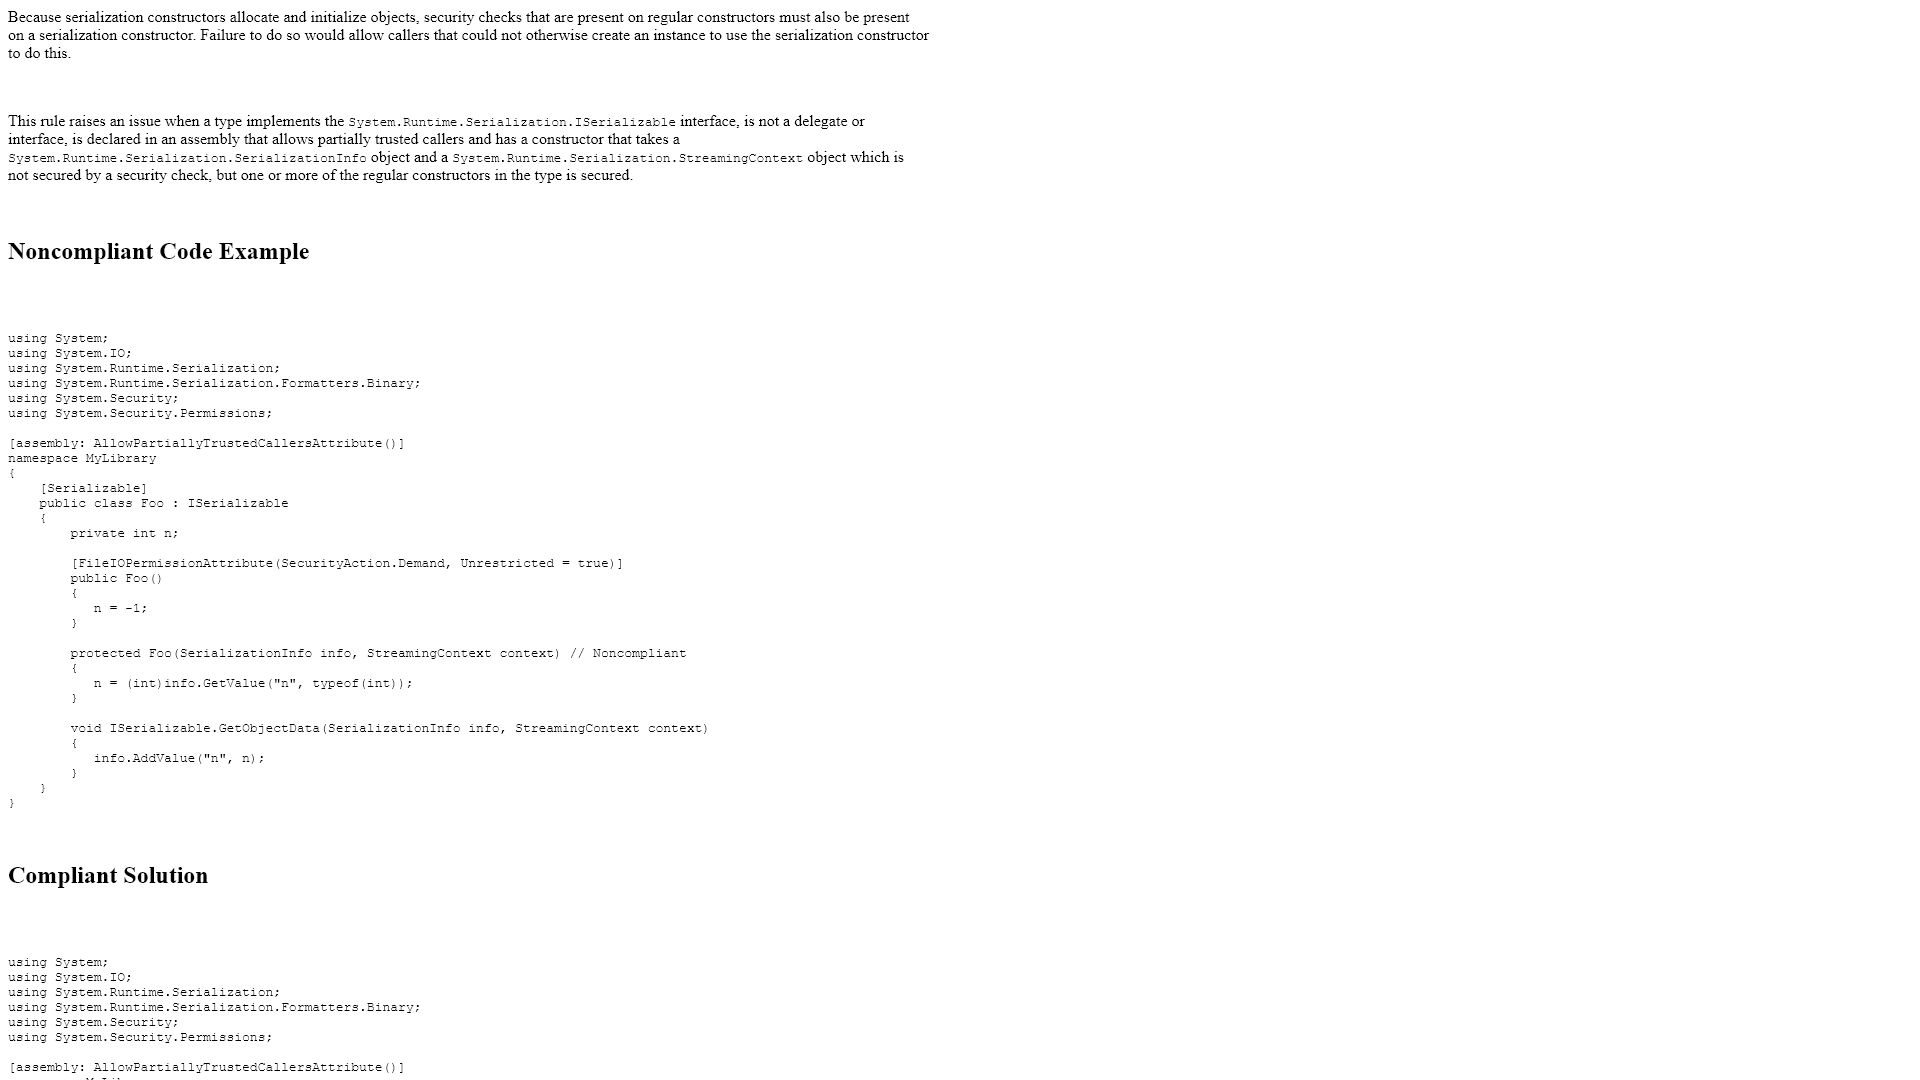 Because serialization constructors allocate and initialize objects, security checks that are present on regular constructors must also be present
on a serialization constructor. Failure to do so would allow callers that could not otherwise create an instance to use the serialization constructor
to do this.
This rule raises an issue when a type implements the System.Runtime.Serialization.ISerializable interface, is not a delegate or
interface, is declared in an assembly that allows partially trusted callers and has a constructor that takes a
System.Runtime.Serialization.SerializationInfo object and a System.Runtime.Serialization.StreamingContext object which is
not secured by a security check, but one or more of the regular constructors in the type is secured.
Noncompliant Code Example
using System;
using System.IO;
using System.Runtime.Serialization;
using System.Runtime.Serialization.Formatters.Binary;
using System.Security;
using System.Security.Permissions;
[assembly: AllowPartiallyTrustedCallersAttribute()]
namespace MyLibrary
{
    [Serializable]
    public class Foo : ISerializable
    {
        private int n;
        [FileIOPermissionAttribute(SecurityAction.Demand, Unrestricted = true)]
        public Foo()
        {
           n = -1;
        }
        protected Foo(SerializationInfo info, StreamingContext context) // Noncompliant
        {
           n = (int)info.GetValue("n", typeof(int));
        }
        void ISerializable.GetObjectData(SerializationInfo info, StreamingContext context)
        {
           info.AddValue("n", n);
        }
    }
}
Compliant Solution
using System;
using System.IO;
using System.Runtime.Serialization;
using System.Runtime.Serialization.Formatters.Binary;
using System.Security;
using System.Security.Permissions;
[assembly: AllowPartiallyTrustedCallersAttribute()]